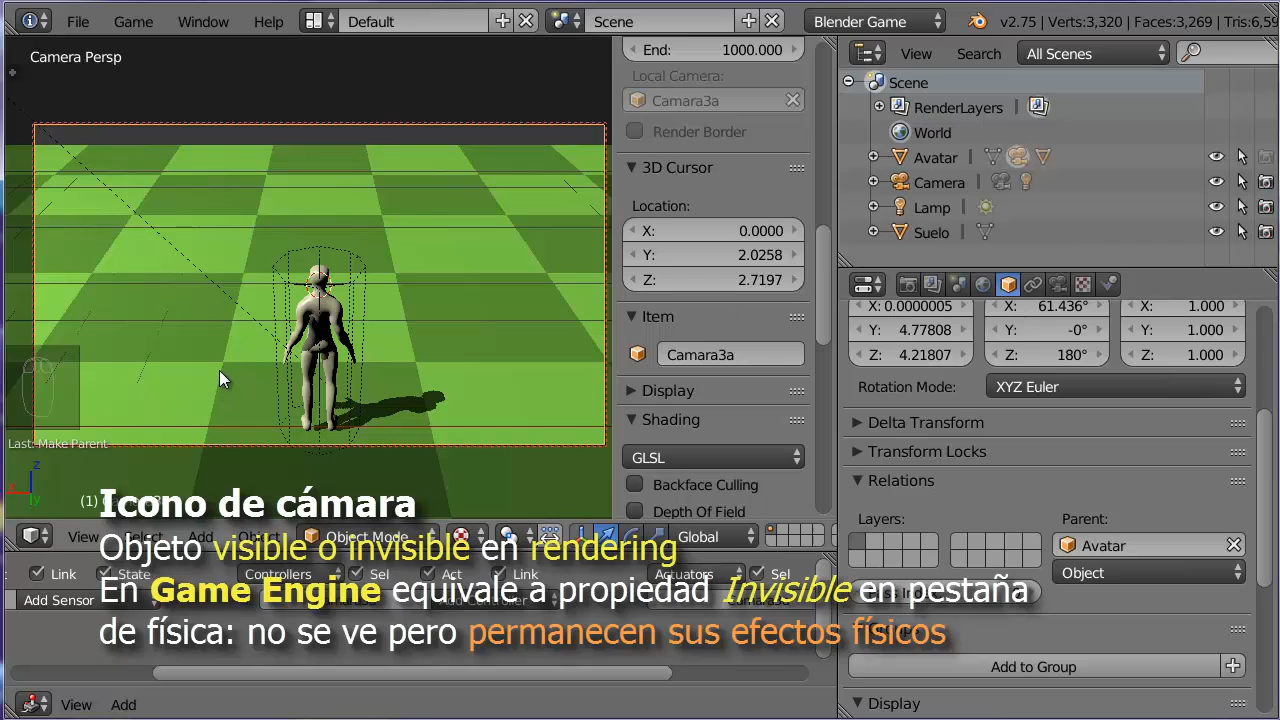 File Game Window Help Default Scene Blender Game v2.75 | Verts:3,320 | Faces:3,269 | Tris:6,59
Camera Persp
End: 1000.000
Local Camera:
Camara3a
Render Border
3D Cursor
Location:
X: 0.0000
Y: 2.0258
Z: 2.7197
Item
Camara3a
Display
Shading
GLSL
Backface Culling
Depth Of Field
View Search All Scenes
Scene
RenderLayers
World
Avatar
Camera
Lamp
Suelo
X: 0.0000005 X: 61.436° X: 1.000
Y: 4.77808 Y: -0° Y: 1.000
Z: 4.21807 Z: 180° Z: 1.000
Rotation Mode: XYZ Euler
Delta Transform
Transform Locks
Relations
Layers: Parent:
Avatar
Object
Add to Group
Display
Last: Make Parent
z
x
y
View Select Add Object Object Mode Global
Link State Controllers Sel Act Link Actuators Sel
Add Sensor Add Controller Camara3a
View Add
Icono de cámara
Objeto visible o invisible en rendering
En Game Engine equivale a propiedad Invisible en pestaña
de física: no se ve pero permanecen sus efectos físicos